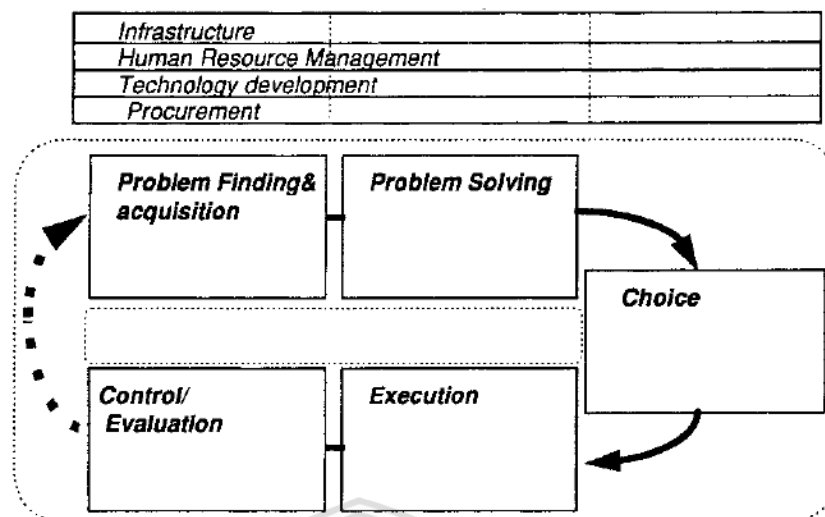 Infrastructure
Human Resource Management
Technology development
Procurement
Problem Finding&
acquisition
Problem Solving
Choice
Control/
Evaluation
Execution